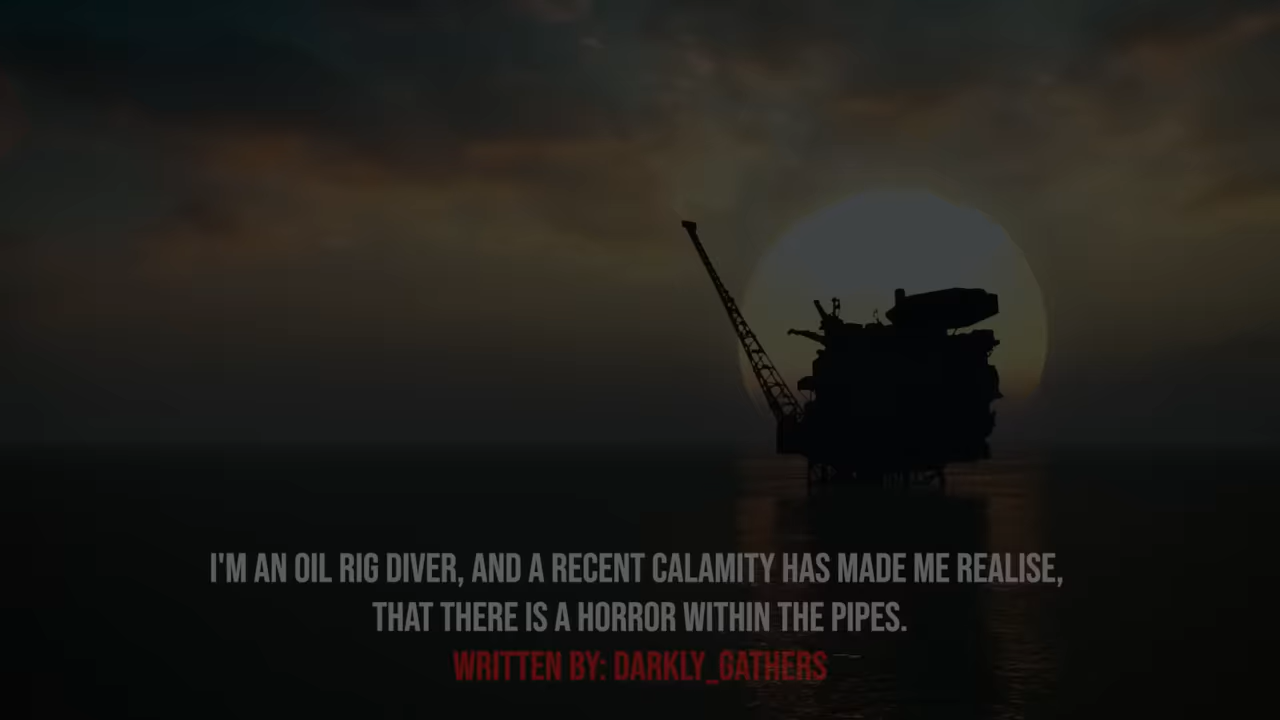 I'M AN OIL RIG DIVER, AND A RECENT CALAMITY HAS MADE ME REALISE,
THAT THERE IS A HORROR WITHIN THE PIPES.
WRITTEN BY: DARKLY_GATHERS